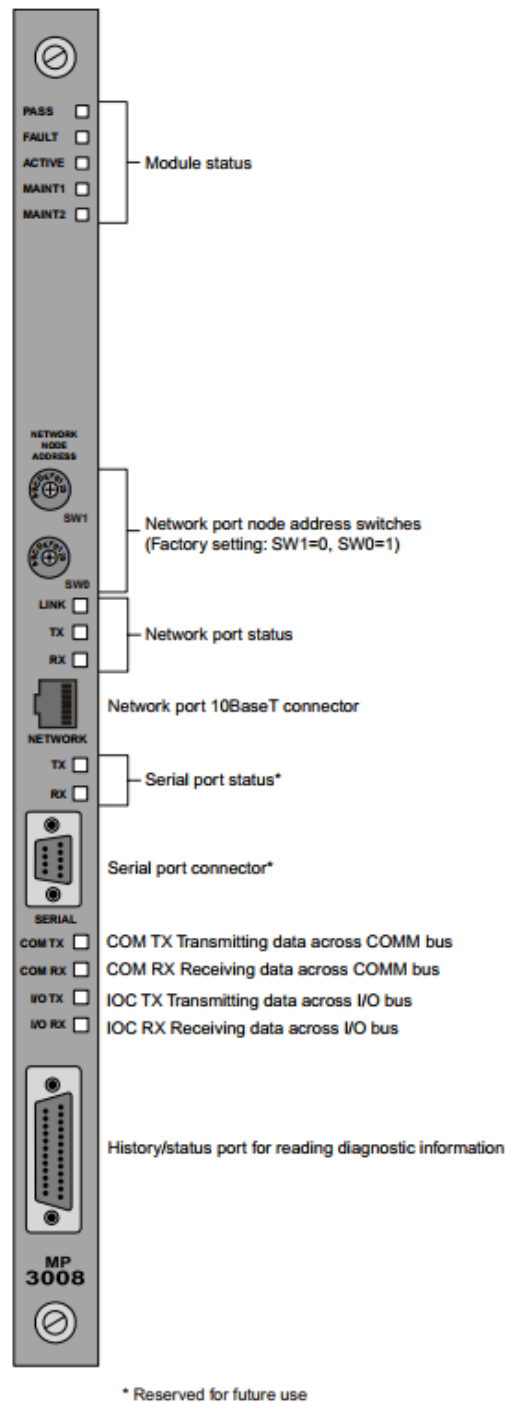 PASS
FAULT
ACTIVE
MAINT1
MAINT2
Module status
NETWORK
NODE
ADDRESS
SW1
SW0
Network port node address switches
(Factory setting: SW1=0, SW0=1)
LINK
TX
RX
Network port status
Network port 10BaseT connector
NETWORK
TX
RX
Serial port status*
Serial port connector*
SERIAL
COM TX COM TX Transmitting data across COMM bus
COM RX COM RX Receiving data across COMM bus
I/O TX IOC TX Transmitting data across I/O bus
I/O RX IOC RX Receiving data across I/O bus
History/status port for reading diagnostic information
MP
3008
* Reserved for future use